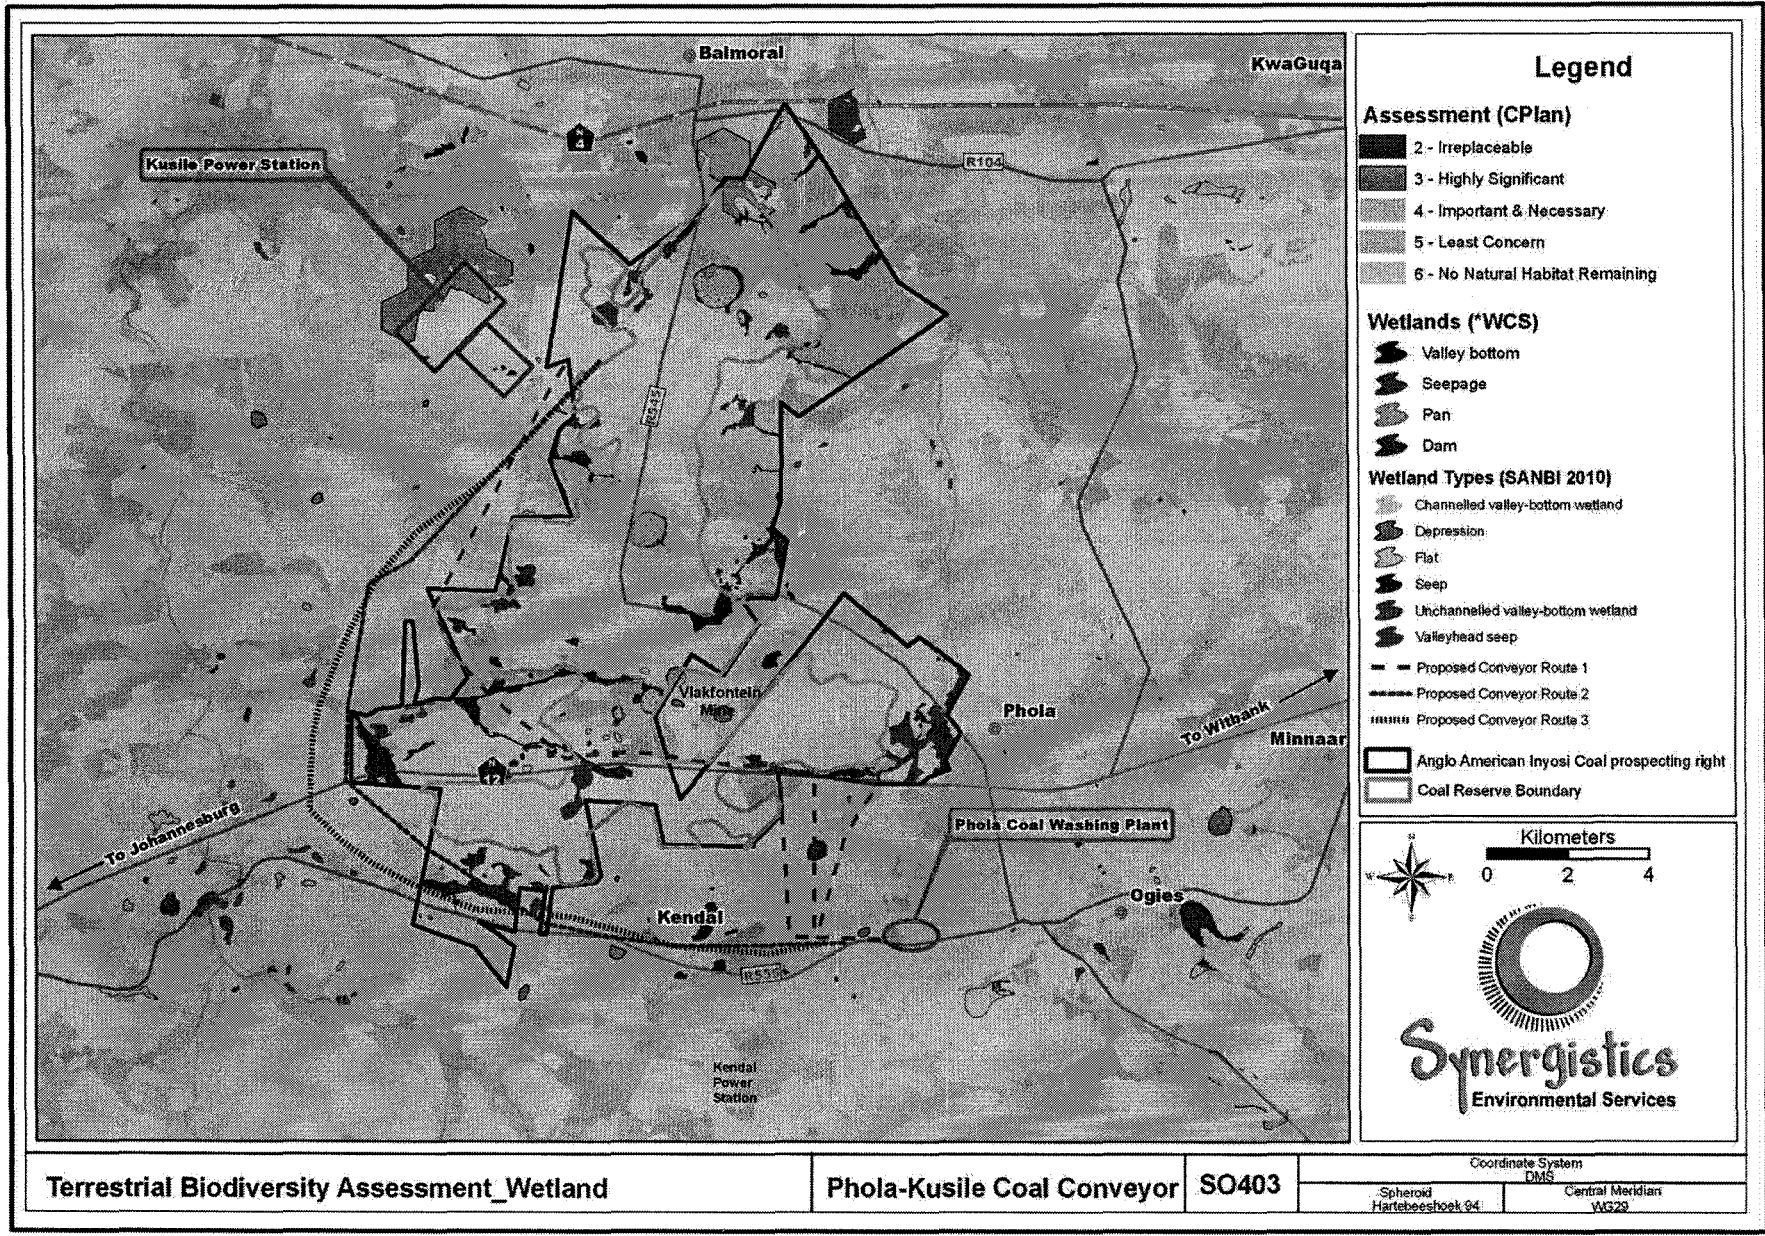 Balmoral
KwaGuqa
N
4
Kusile Power Station
R104
R545
Vlakfontein
Mine
Phola
To Witbank
Minnaar
N
12
To Johannesburg
Phola Coal Washing Plant
Ogies
Kendal
Kendal
Power
Station
Legend
Assessment (CPlan)
2 - Irreplaceable
3 - Highly Significant
4 - Important & Necessary
5 - Least Concern
6 - No Natural Habitat Remaining
Wetlands (*WCS)
Valley bottom
Seepage
Pan
Dam
Wetland Types (SANBI 2010)
Channelled valley-bottom wetland
Depression
Flat
Seep
Unchannelled valley-bottom wetland
Valleyhead seep
Proposed Conveyor Route 1
Proposed Conveyor Route 2
Proposed Conveyor Route 3
Anglo American Inyosi Coal prospecting right
Coal Reserve Boundary
Kilometers
0 2 4
N
W E
S
Synergistics
Environmental Services
Terrestrial Biodiversity Assessment_Wetland
Phola-Kusile Coal Conveyor
SO403
Coordinate System
DMS
Spheroid
Hartebeeshoek 94
Central Meridian
WG29